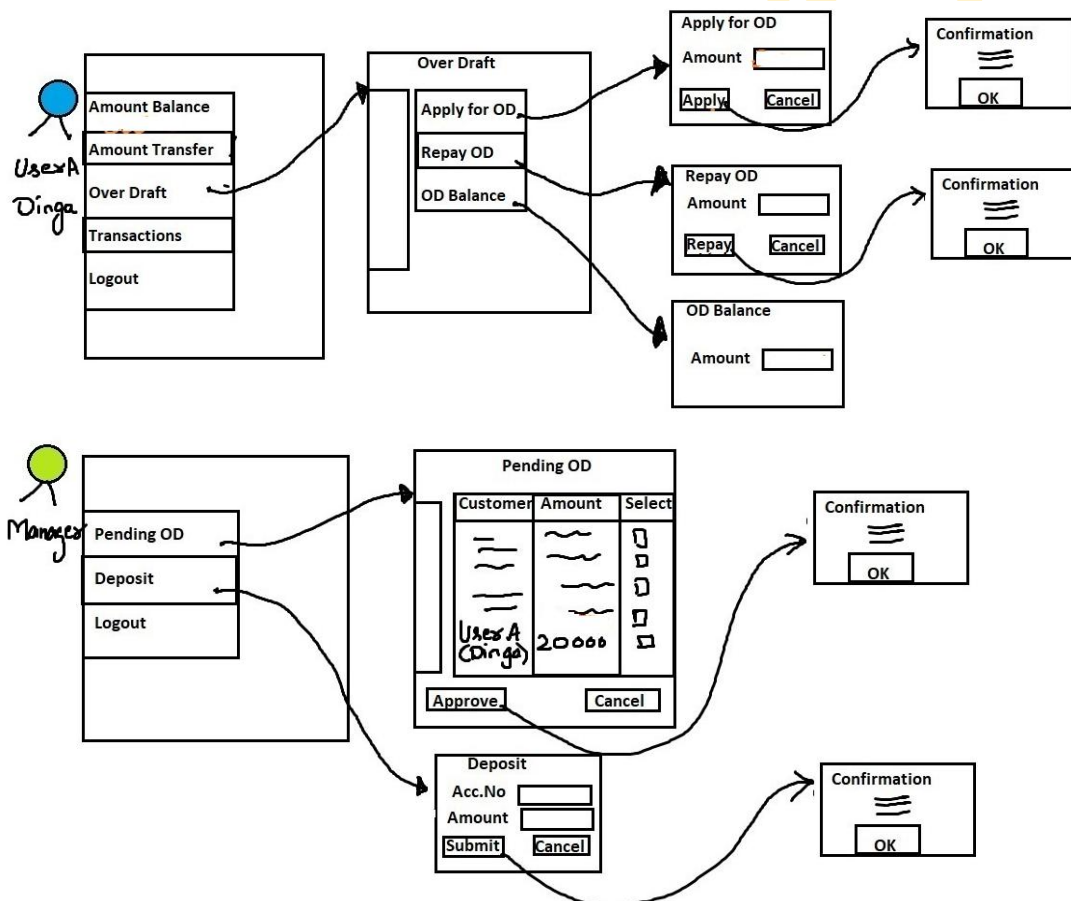 Amount Balance
Amount Transfer
Over Draft
Transactions
Logout
User A
Dinga
Over Draft
Apply for OD
Repay OD
OD Balance
Apply for OD
Amount
Apply Cancel
Confirmation
OK
Repay OD
Amount
Repay Cancel
Confirmation
OK
OD Balance
Amount
Manager
Pending OD
Deposit
Logout
Pending OD
Customer Amount Select
User A 20000
(Dinga)
Approve Cancel
Confirmation
OK
Deposit
Acc.No
Amount
Submit Cancel
Confirmation
OK